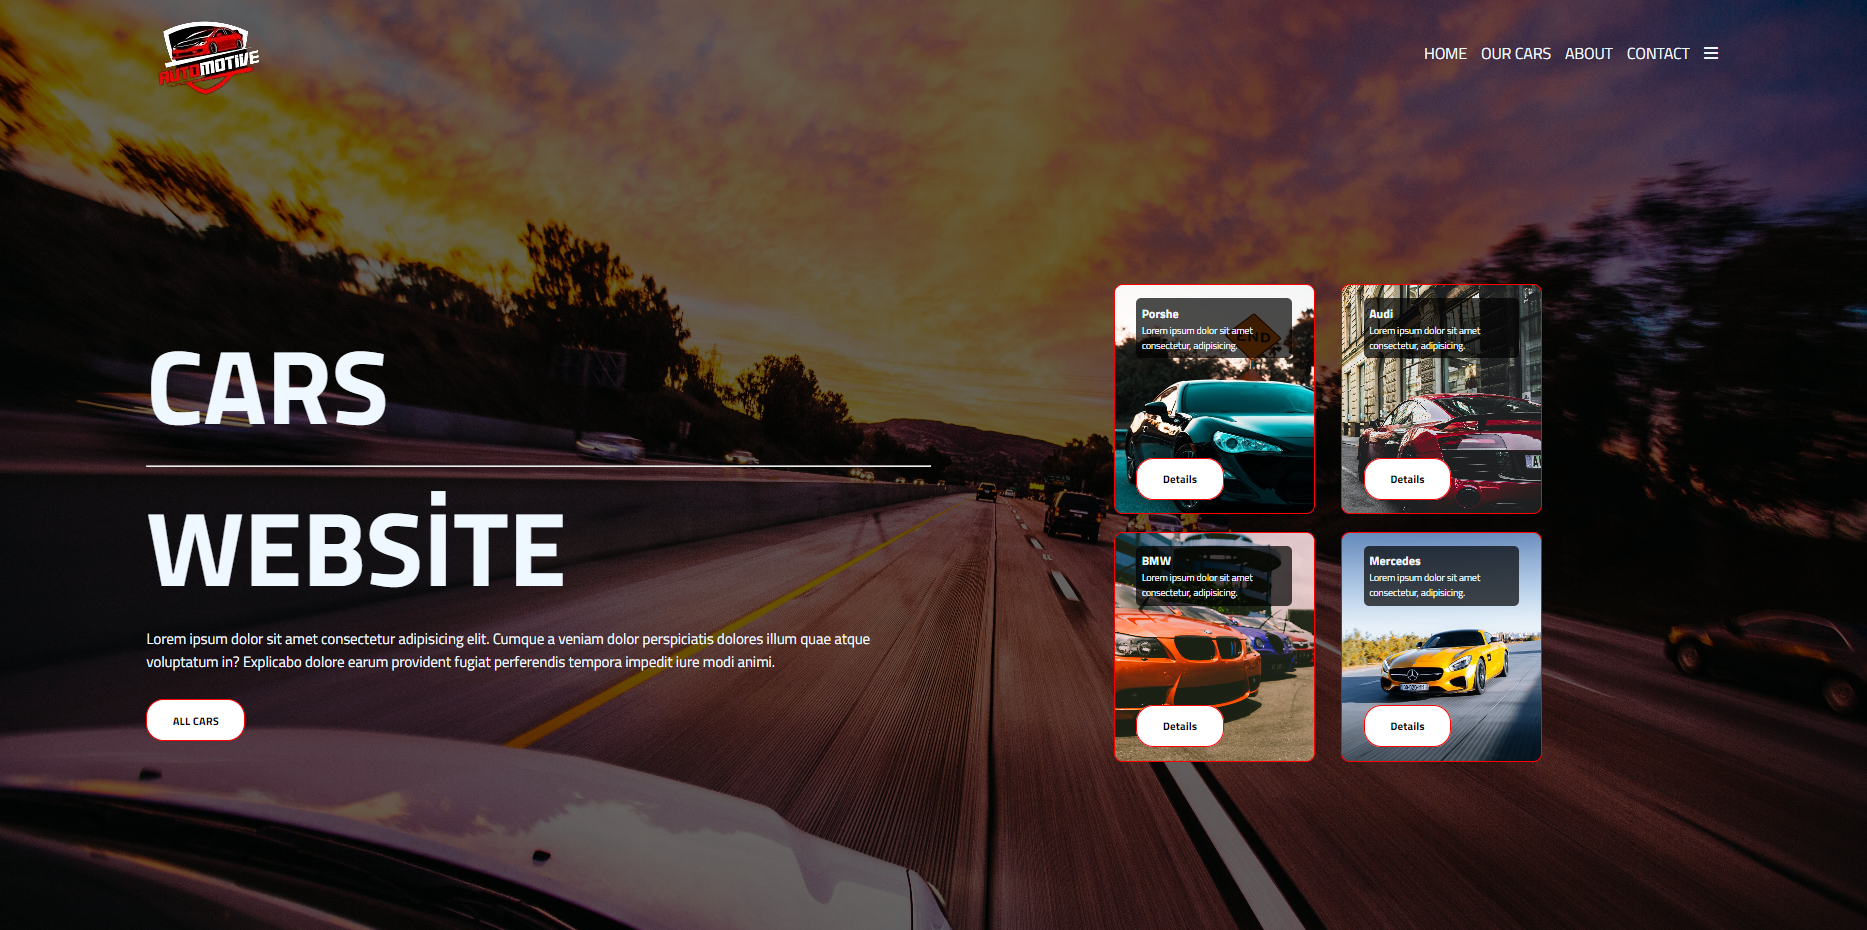 AUTOMOTIVE
HOME OUR CARS ABOUT CONTACT
CARS
WEBSİTE
Lorem ipsum dolor sit amet consectetur adipisicing elit. Cumque a veniam dolor perspiciatis dolores illum quae atque
voluptatum in? Explicabo dolore earum provident fugiat perferendis tempora impedit iure modi animi.
ALL CARS
Porshe
Lorem ipsum dolor sit amet
consectetur, adipisicing.
END
Details
Audi
Lorem ipsum dolor sit amet
consectetur, adipisicing.
Details
BMW
Lorem ipsum dolor sit amet
consectetur, adipisicing.
Details
Mercedes
Lorem ipsum dolor sit amet
consectetur, adipisicing.
Details